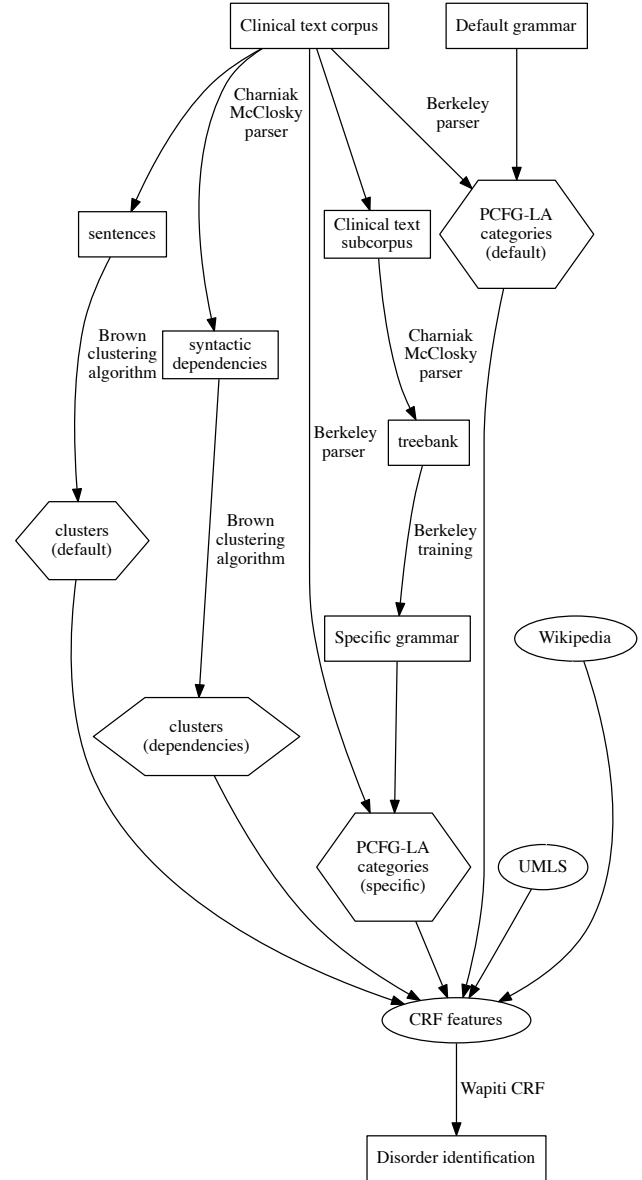 Clinical text corpus
Default grammar
Charniak
McClosky
parser
Berkeley
parser
sentences
Clinical text
subcorpus
PCFG-LA
categories
(default)
Brown
clustering
algorithm
syntactic
dependencies
Charniak
McClosky
parser
Berkeley
parser
treebank
clusters
(default)
Brown
clustering
algorithm
Berkeley
training
Specific grammar
Wikipedia
clusters
(dependencies)
PCFG-LA
categories
(specific)
UMLS
CRF features
Wapiti CRF
Disorder identification